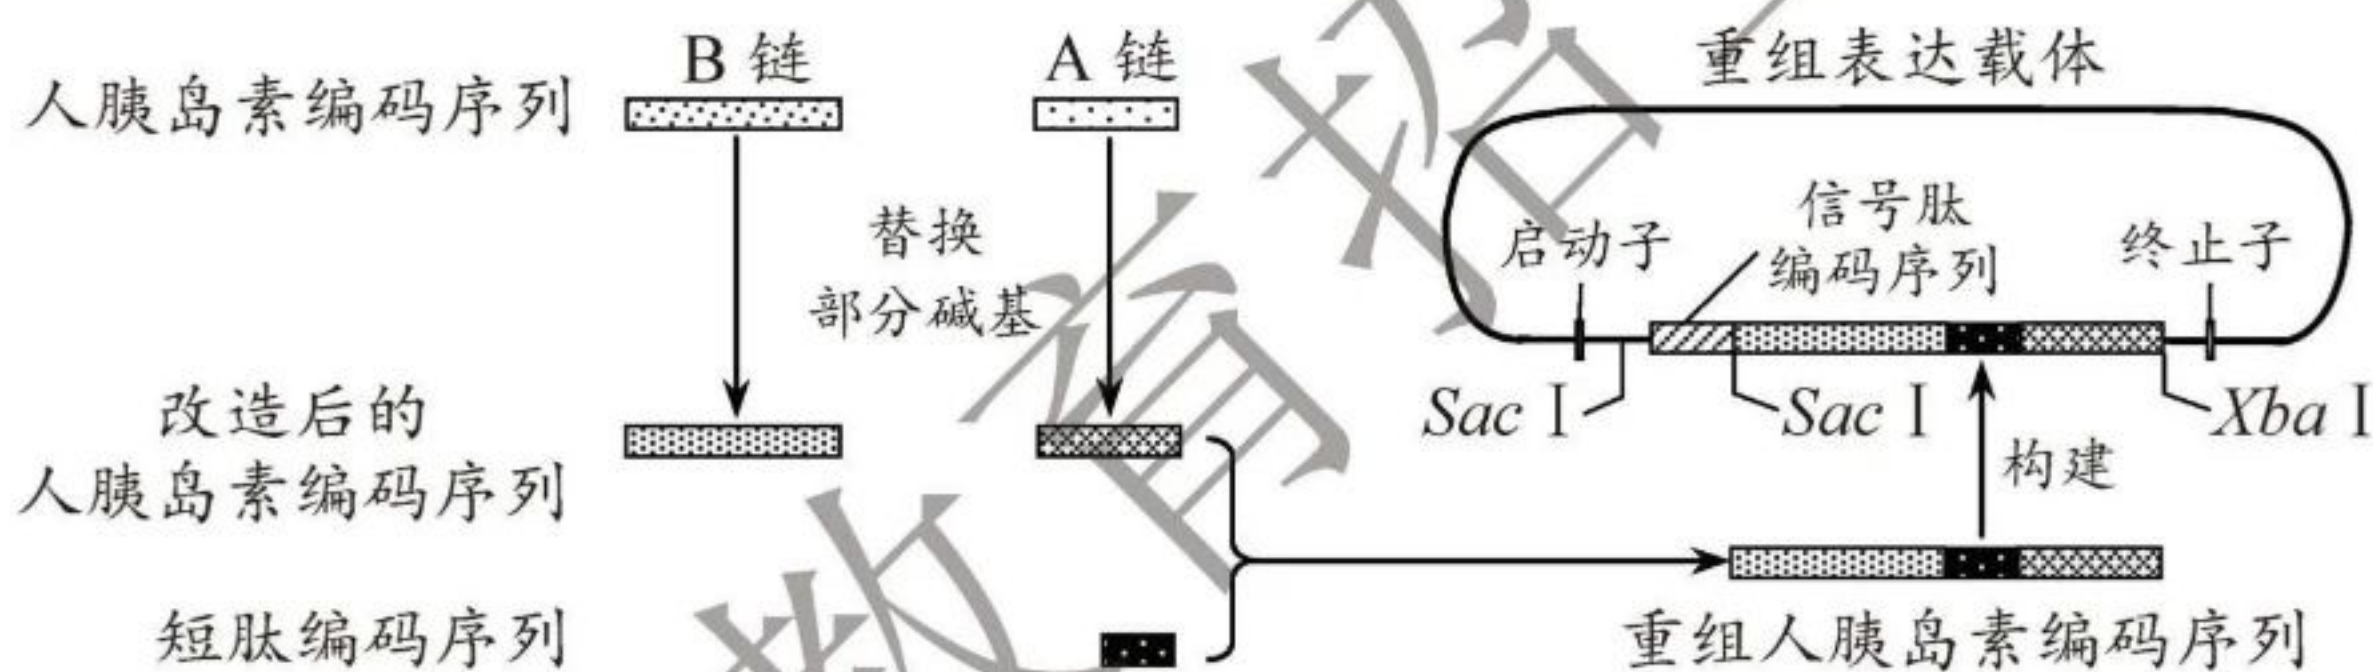 B 链
A 链
重组表达载体
人胰岛素编码序列
信号肽
编码序列
启动子
终止子
替换
部分碱基
Sac Ⅰ
Sac Ⅰ
Xba Ⅰ
改造后的
人胰岛素编码序列
构建
短肽编码序列
重组人胰岛素编码序列
教育培